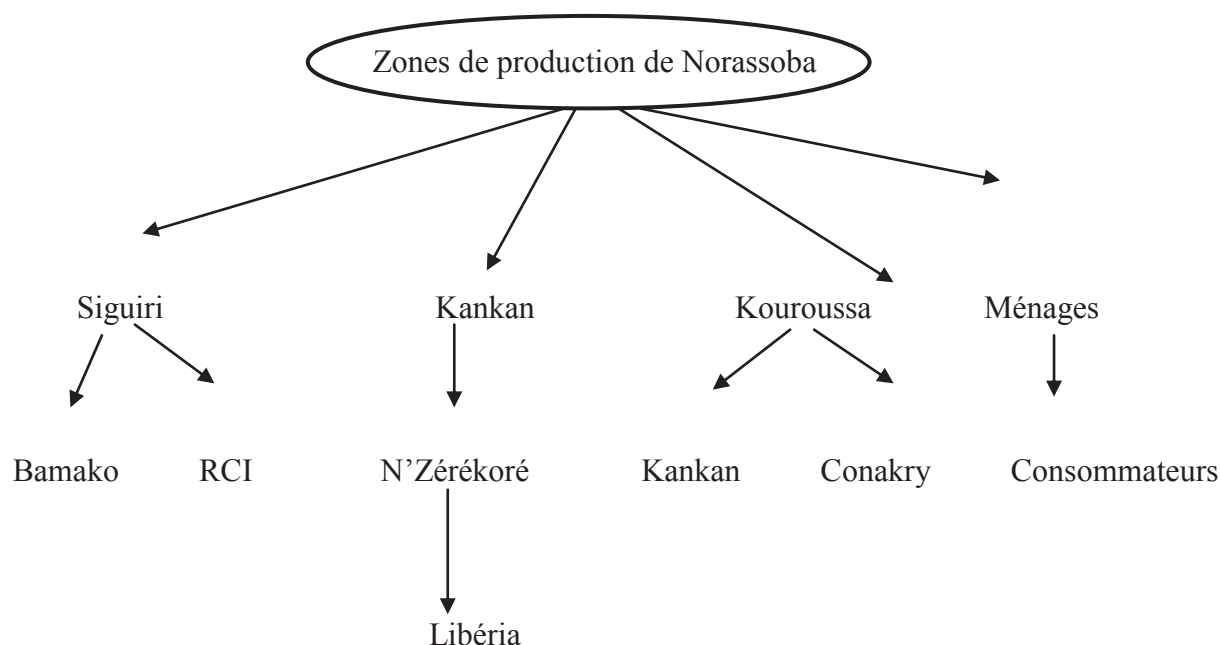 Zones de production de Norassoba
Siguiri Kankan Kouroussa Ménages
Bamako RCI N’Zérékoré Kankan Conakry Consommateurs
Libéria